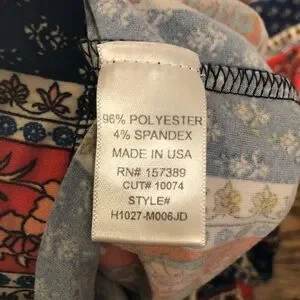 96% POLYESTER
4% SPANDEX
MADE IN USA
RN# 157389
CUT# 10074
STYLE#
H1027-M006JD